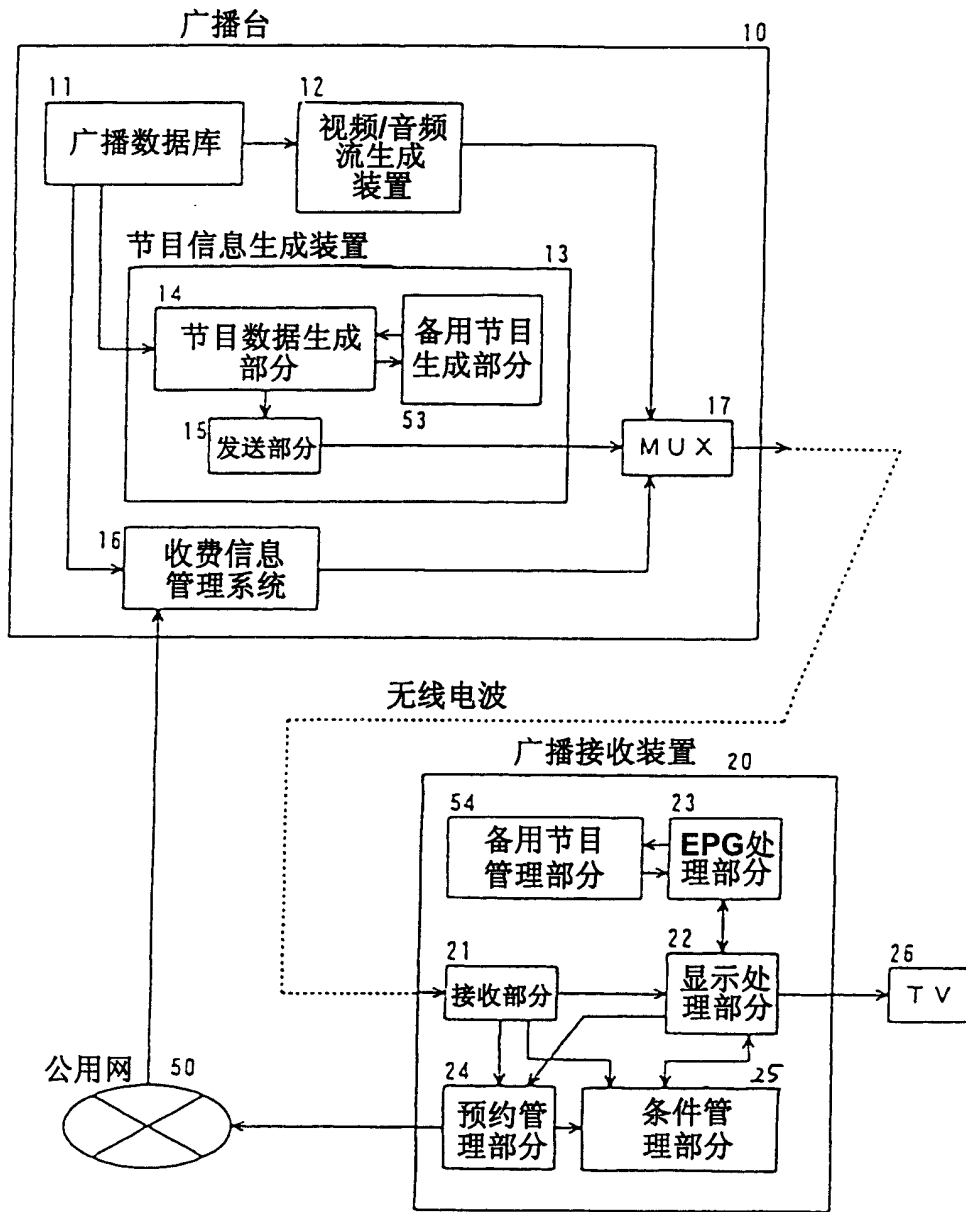 广播台
10
11
广播数据库
12
视频/音频
流生成
装置
节目信息生成装置
13
14
节目数据生成
部分
备用节目
生成部分
53
15
发送部分
17
MUX
16
收费信息
管理系统
无线电波
广播接收装置
20
54
备用节目
管理部分
23
EPG处
理部分
21
接收部分
22
显示处
理部分
26
TV
公用网
50
24
预约管
理部分
25
条件管
理部分